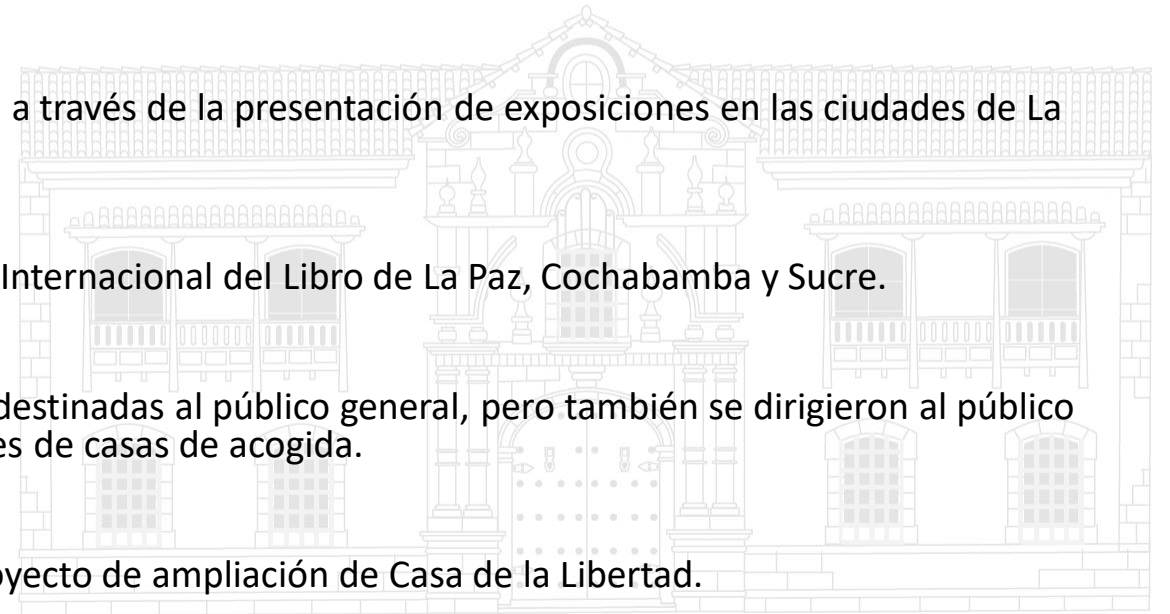 a través de la presentación de exposiciones en las ciudades de La
Internacional del Libro de La Paz, Cochabamba y Sucre.
destinadas al público general, pero también se dirigieron al público
es de casas de acogida.
oyecto de ampliación de Casa de la Libertad.